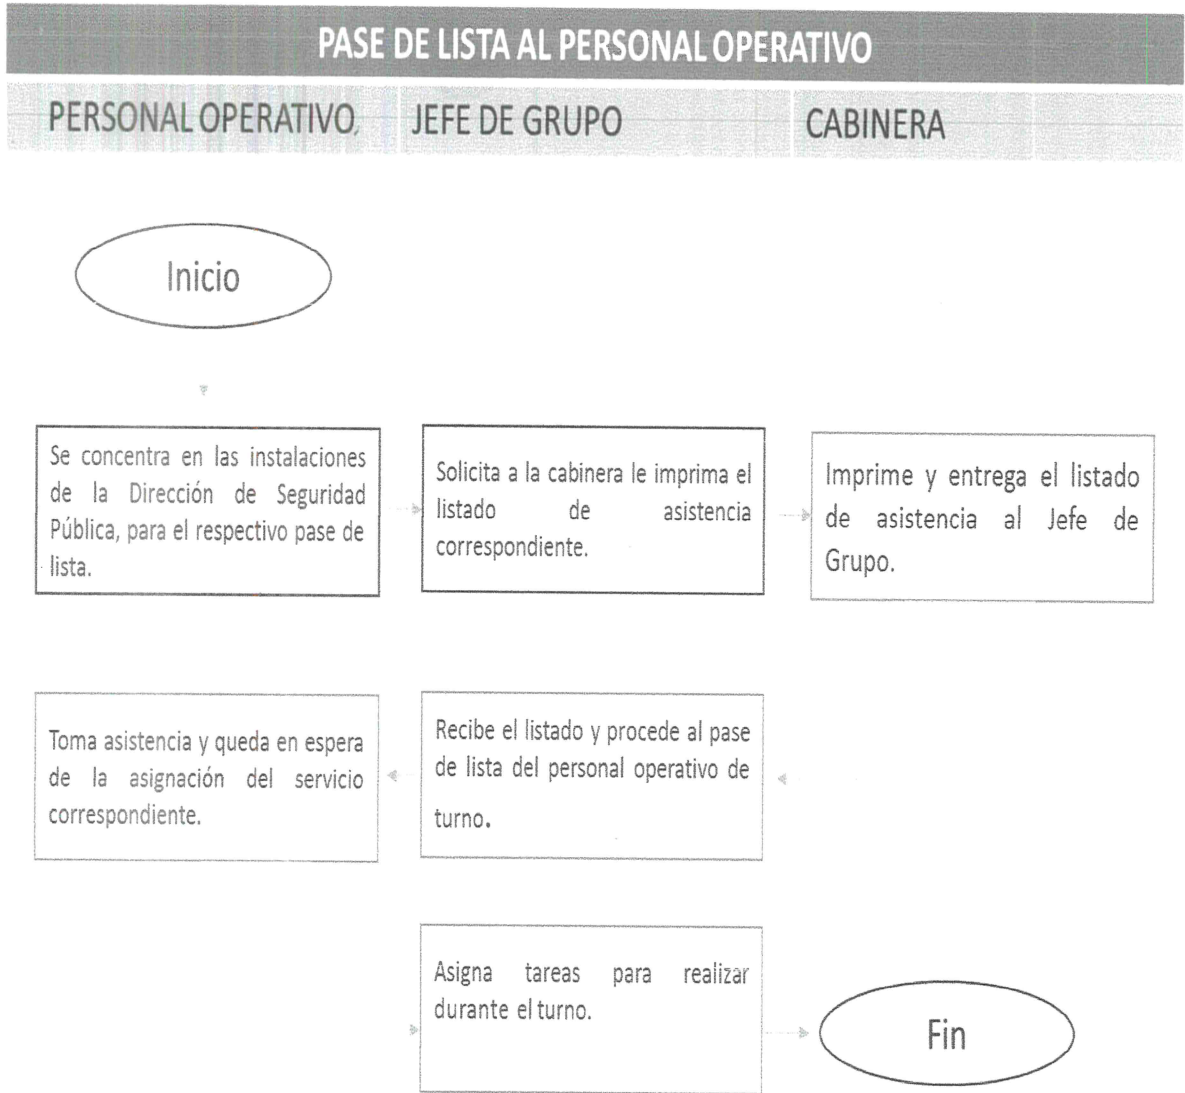 PASE DE LISTA AL PERSONAL OPERATIVO
PERSONAL OPERATIVO,
JEFE DE GRUPO
CABINERA
Inicio
Se concentra en las instalaciones
de la Dirección de Seguridad
Pública, para el respectivo pase de
lista.
Solicita a la cabinera le imprima el
listado de asistencia
correspondiente.
Imprime y entrega el listado
de asistencia al Jefe de
Grupo.
Toma asistencia y queda en espera
de la asignación del servicio
correspondiente.
Recibe el listado y procede al pase
de lista del personal operativo de
turno.
Asigna tareas para realizar
durante el turno.
Fin